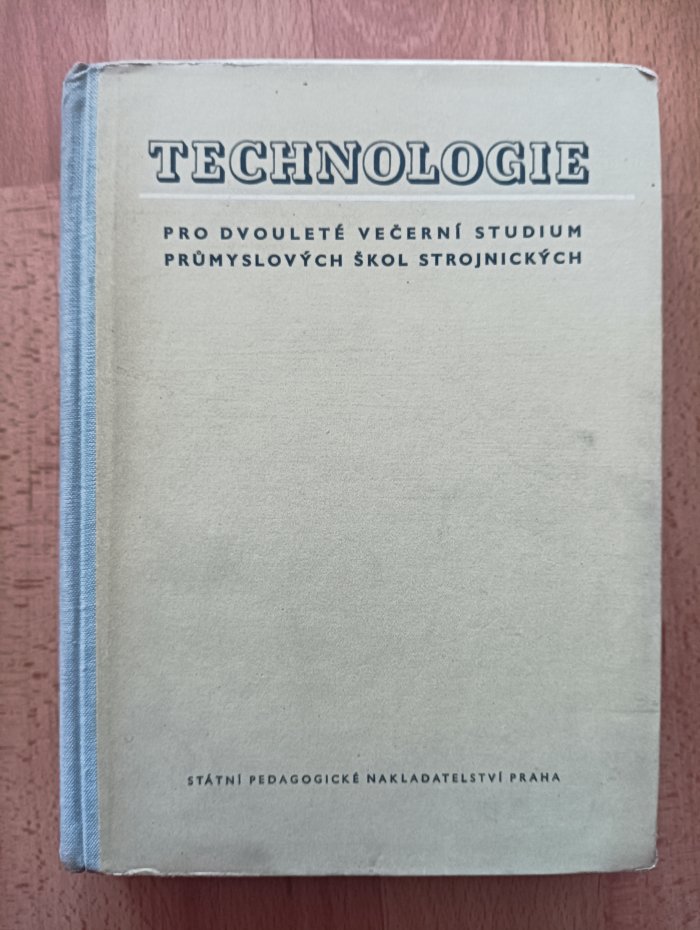 TECHNOLOGIE
PRO DVOULETÉ VEČERNÍ STUDIUM
PRŮMYSLOVÝCH ŠKOL STROJNICKÝCH
STÁTNÍ PEDAGOGICKÉ NAKLADATELSTVÍ PRAHA